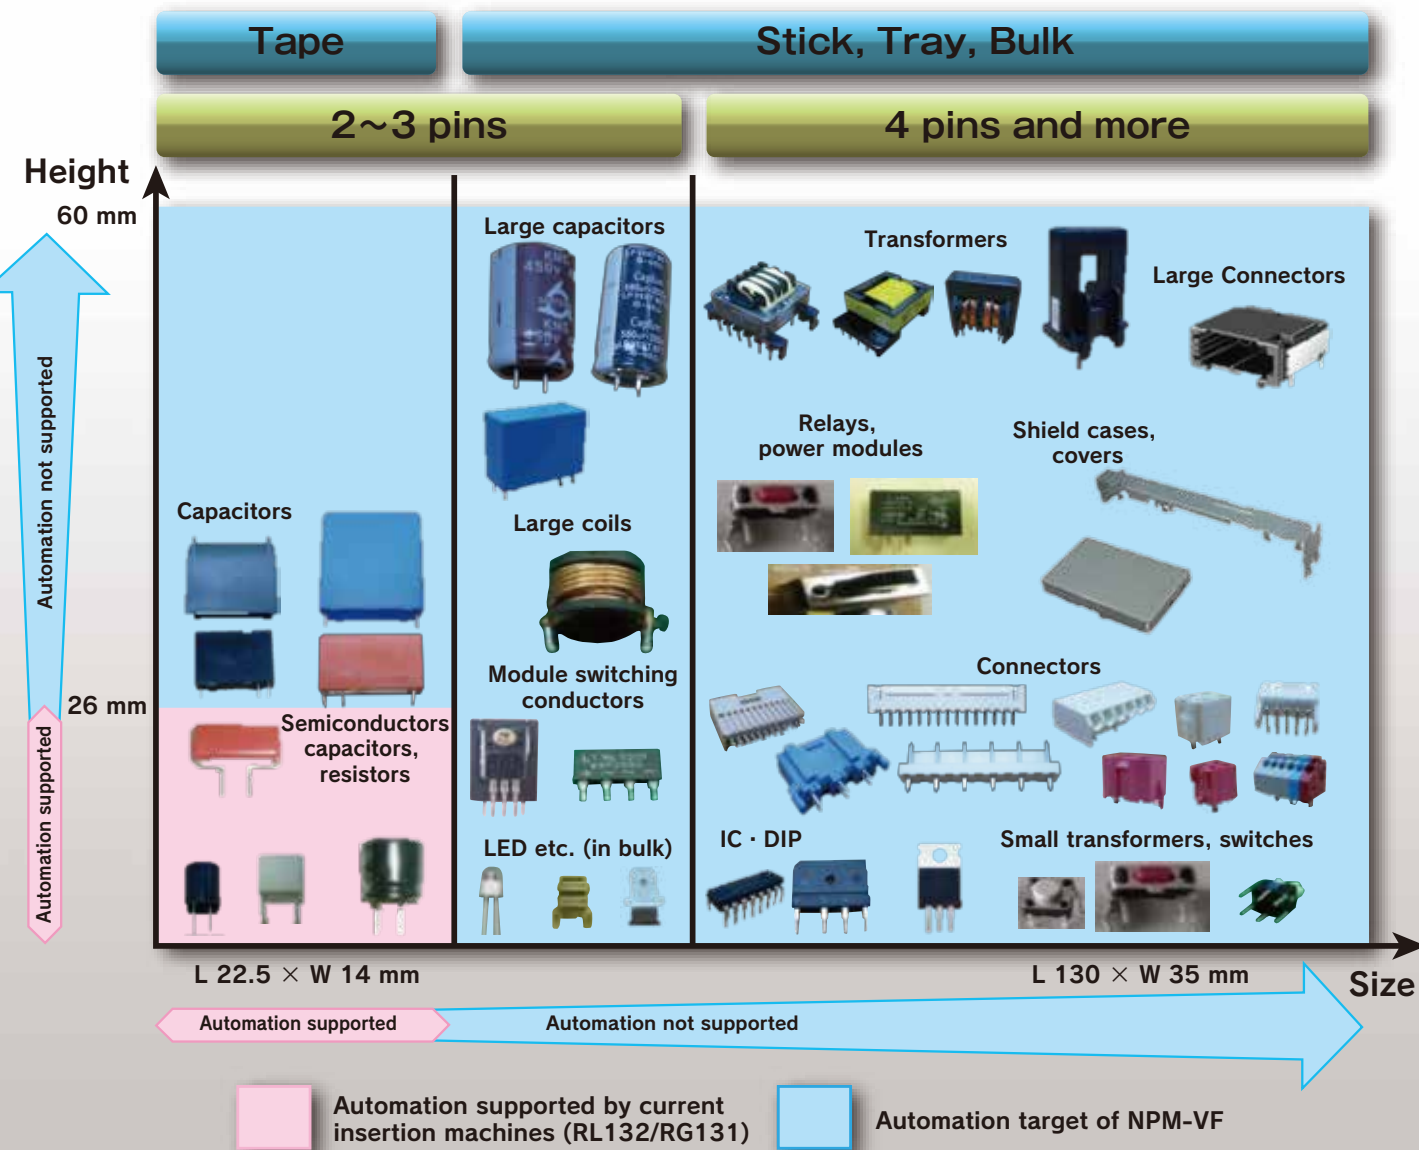 Tape
Stick, Tray, Bulk
2~3 pins
4 pins and more
Height
60 mm
26 mm
Automation not supported
Automation supported
Large capacitors
Transformers
Large Connectors
450V
Relays,
power modules
Shield cases,
covers
Capacitors
Large coils
Module switching
conductors
Connectors
Semiconductors
capacitors,
resistors
LED etc. (in bulk)
IC · DIP
Small transformers, switches
L 22.5 × W 14 mm
L 130 × W 35 mm
Size
Automation supported
Automation not supported
Automation supported by current
insertion machines (RL132/RG131)
Automation target of NPM-VF